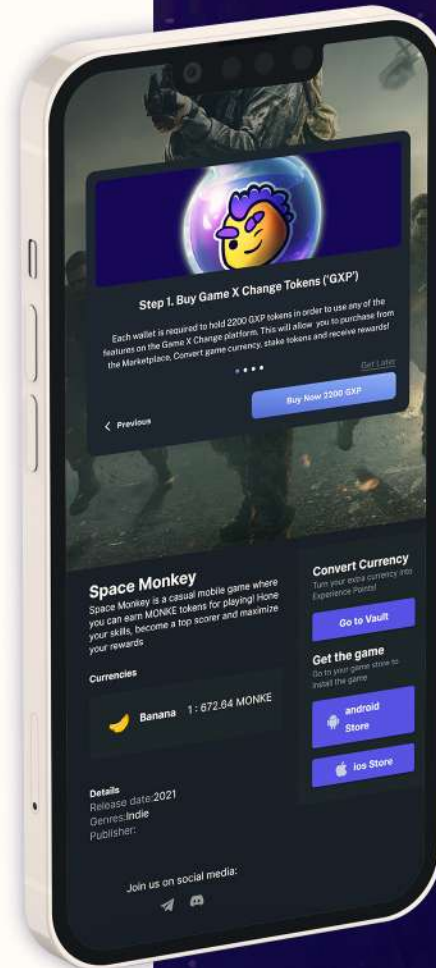 Step 1. Buy Game X Change Tokens ('GXP')
Each wallet is required to hold 2200 GXP tokens in order to use any of the
features on the Game X Change platform. This will allow you to purchase from
the Marketplace, Convert game currency, stake tokens and receive rewards!
Get Later
Previous
Buy Now 2200 GXP
Space Monkey
Space Monkey is a casual mobile game where
you can earn MONKE tokens for playing! Hone
your skills, become a top scorer and maximize
your rewards
Currencies
Banana 1 : 672.64 MONKE
Details
Release date:2021
Genres:Indie
Publisher:
Join us on social media:
Convert Currency
Turn your extra currency into
Experience Points!
Go to Vault
Get the game
Go to your game store to
install the game
android
Store
ios Store